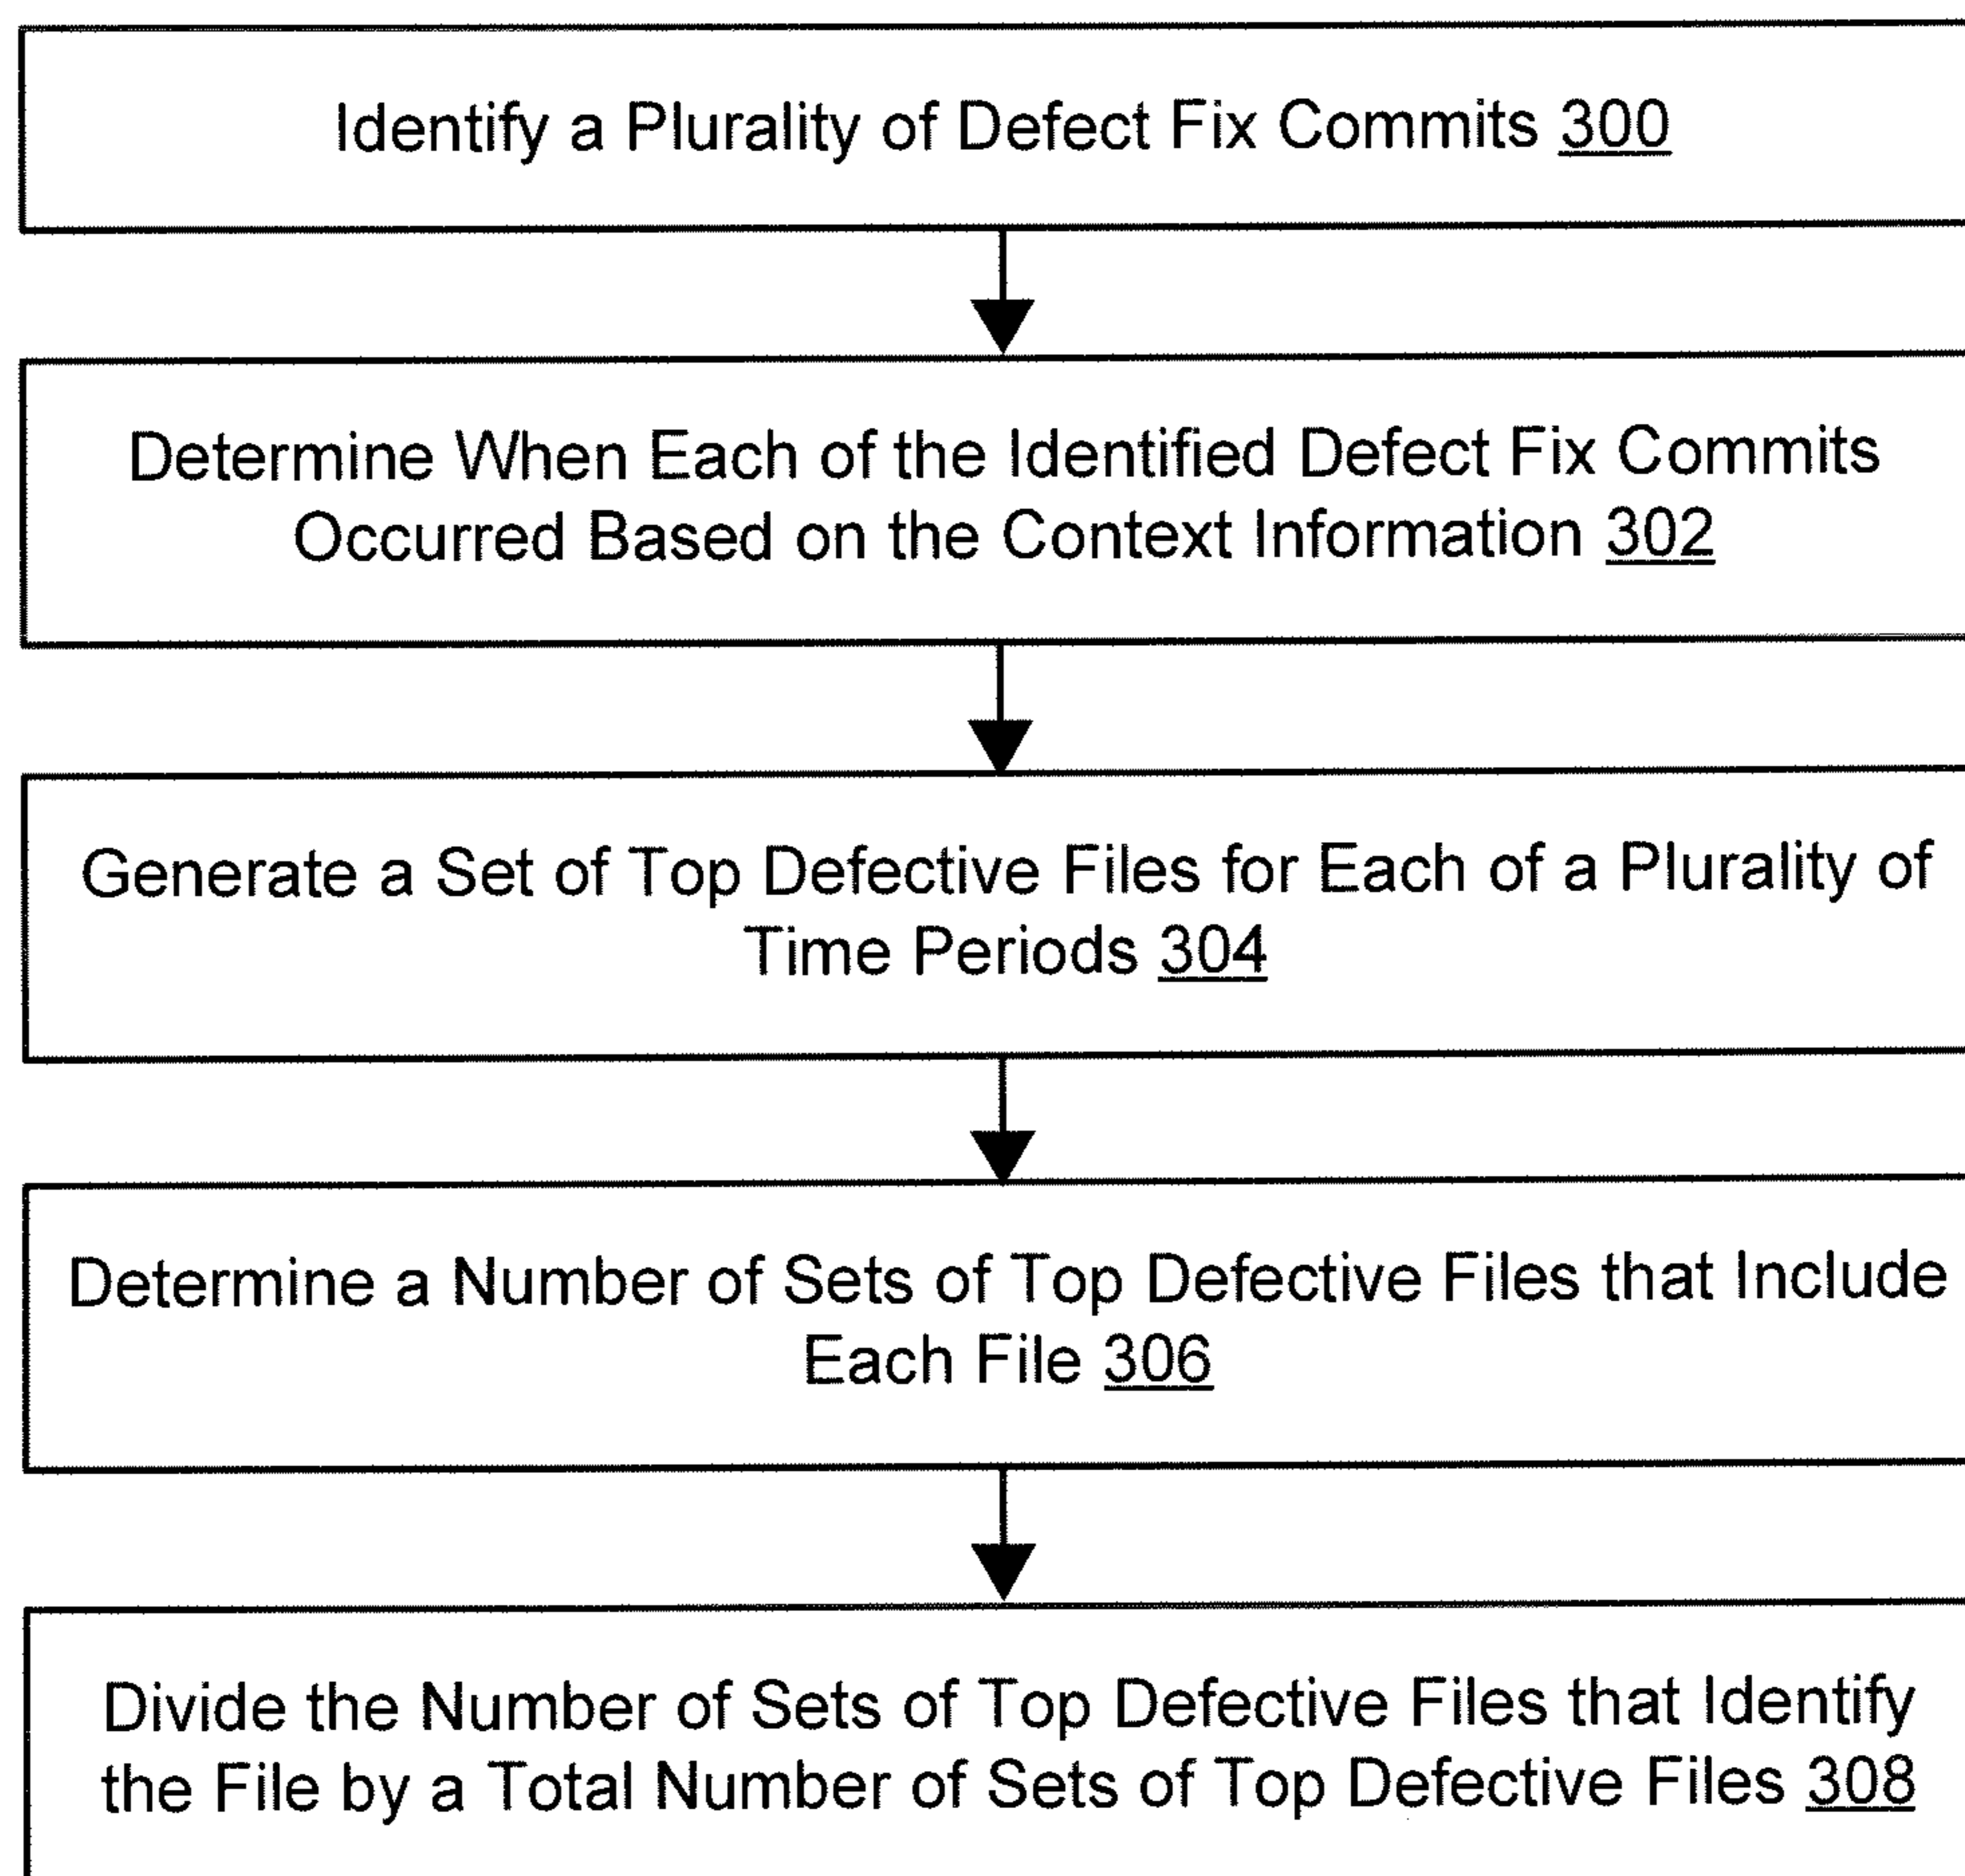 Identify a Plurality of Defect Fix Commits 300
Determine When Each of the Identified Defect Fix Commits
Occurred Based on the Context Information 302
Generate a Set of Top Defective Files for Each of a Plurality of
Time Periods 304
Determine a Number of Sets of Top Defective Files that Include
Each File 306
Divide the Number of Sets of Top Defective Files that Identify
the File by a Total Number of Sets of Top Defective Files 308